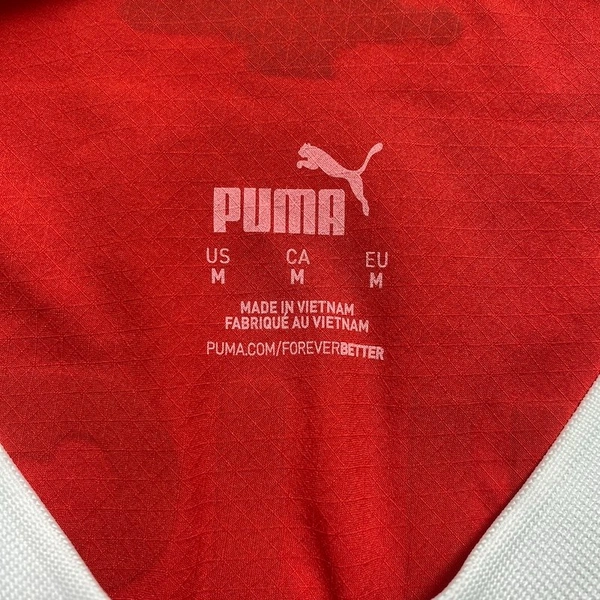 PUMA
US CA EU
M M M
MADE IN VIETNAM
FABRIQUÉ AU VIETNAM
PUMA.COM/FOREVERBETTER